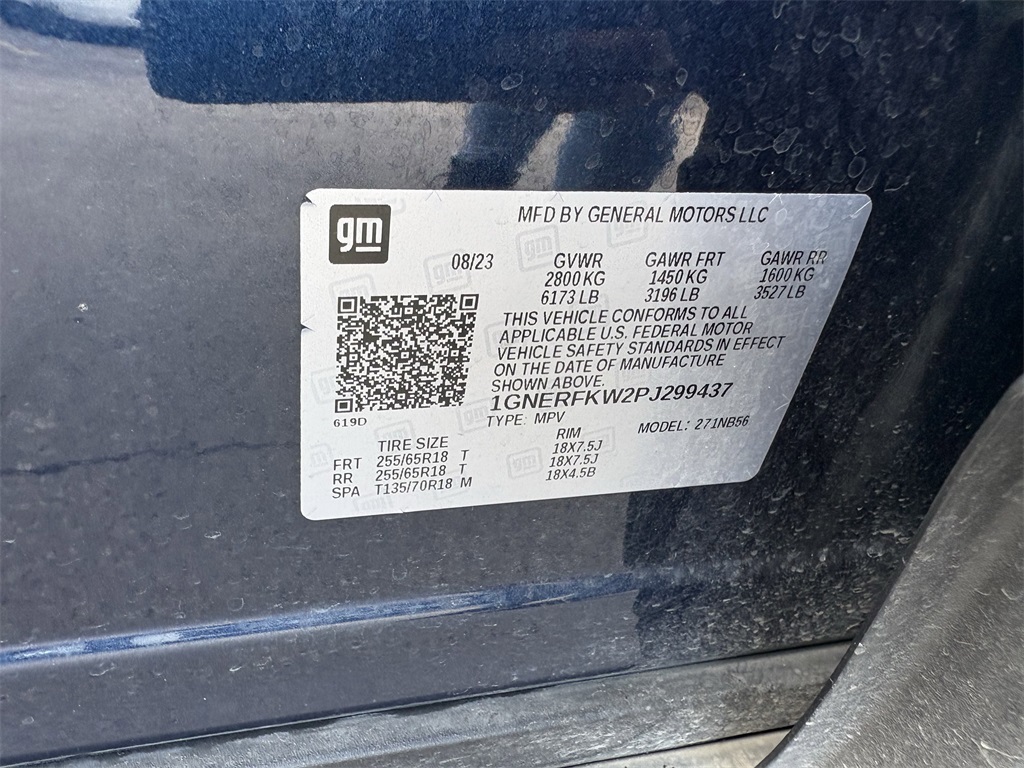 gm
MFD BY GENERAL MOTORS LLC
08/23 GVWR GAWR FRT GAWR RR
2800 KG 1450 KG 1600 KG
6173 LB 3196 LB 3527 LB
THIS VEHICLE CONFORMS TO ALL
APPLICABLE U.S. FEDERAL MOTOR
VEHICLE SAFETY STANDARDS IN EFFECT
ON THE DATE OF MANUFACTURE
SHOWN ABOVE.
1GNERFKW2PJ299437
619D
TYPE: MPV MODEL: 271NB56
TIRE SIZE RIM
FRT 255/65R18 T 18X7.5J
RR 255/65R18 T 18X7.5J
SPA T135/70R18 M 18X4.5B